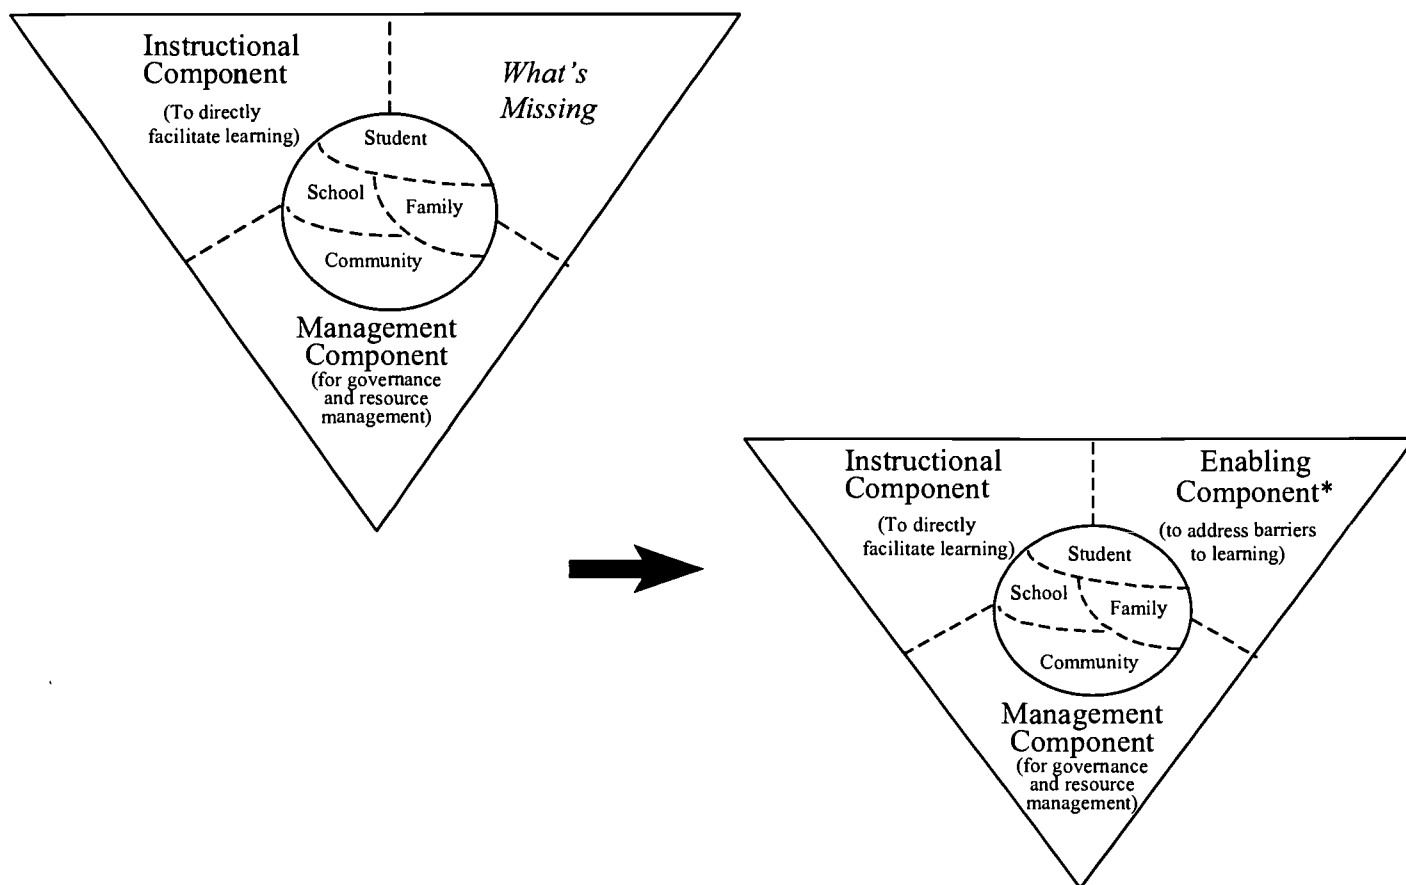 Instructional
Component
(To directly
facilitate learning)
What's
Missing
Student
School
Family
Community
Management
Component
(for governance
and resource
management)
Instructional
Component
(To directly
facilitate learning)
Enabling
Component*
(to address barriers
to learning)
Student
School
Family
Community
Management
Component
(for governance
and resource
management)